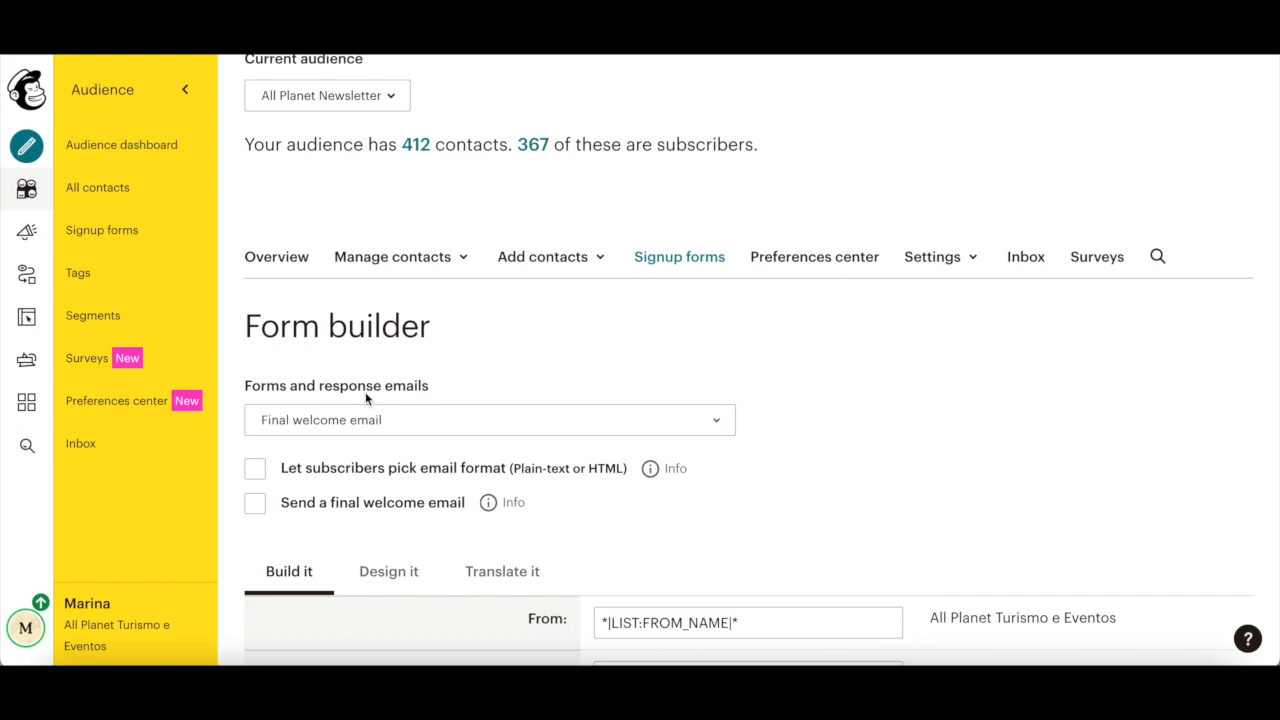 Current audience
All Planet Newsletter
Your audience has 412 contacts. 367 of these are subscribers.
Audience
Audience dashboard
All contacts
Signup forms
Tags
Segments
Surveys New
Preferences center New
Inbox
Marina
All Planet Turismo e
Eventos
M
Overview Manage contacts Add contacts Signup forms Preferences center Settings Inbox Surveys
Form builder
Forms and response emails
Final welcome email
Let subscribers pick email format (Plain-text or HTML) i Info
Send a final welcome email i Info
Build it Design it Translate it
From: *|LIST:FROM_NAME|* All Planet Turismo e Eventos
?